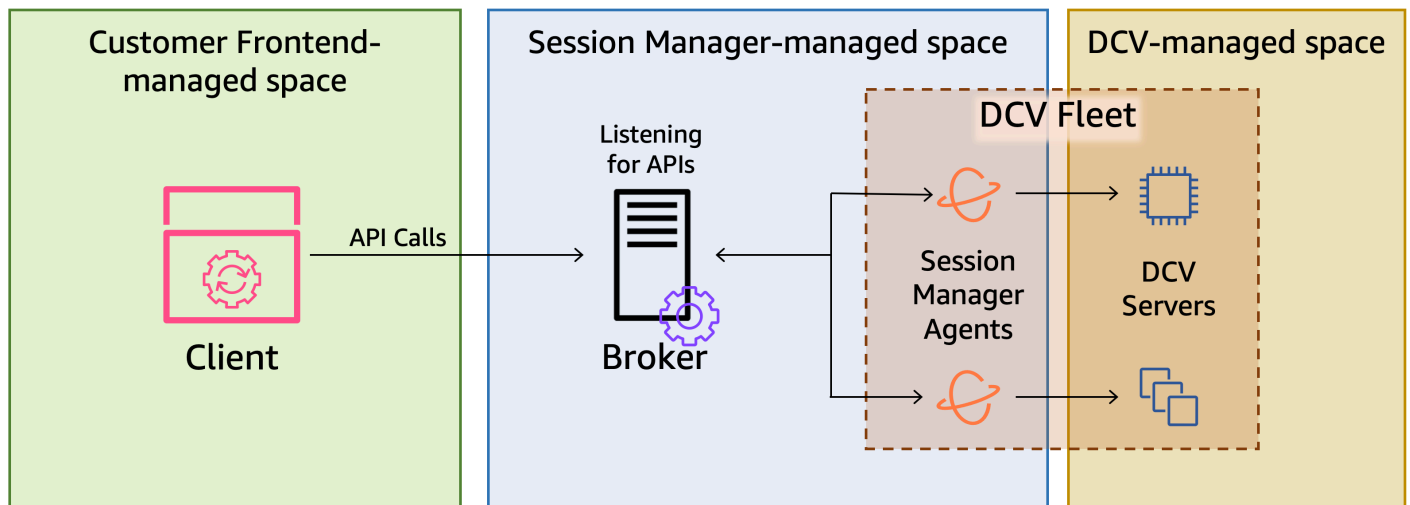 Customer Frontend-
managed space
Session Manager-managed space
DCV-managed space
DCV Fleet
Listening
for APIs
API Calls
Client
Broker
Session
Manager
Agents
DCV
Servers